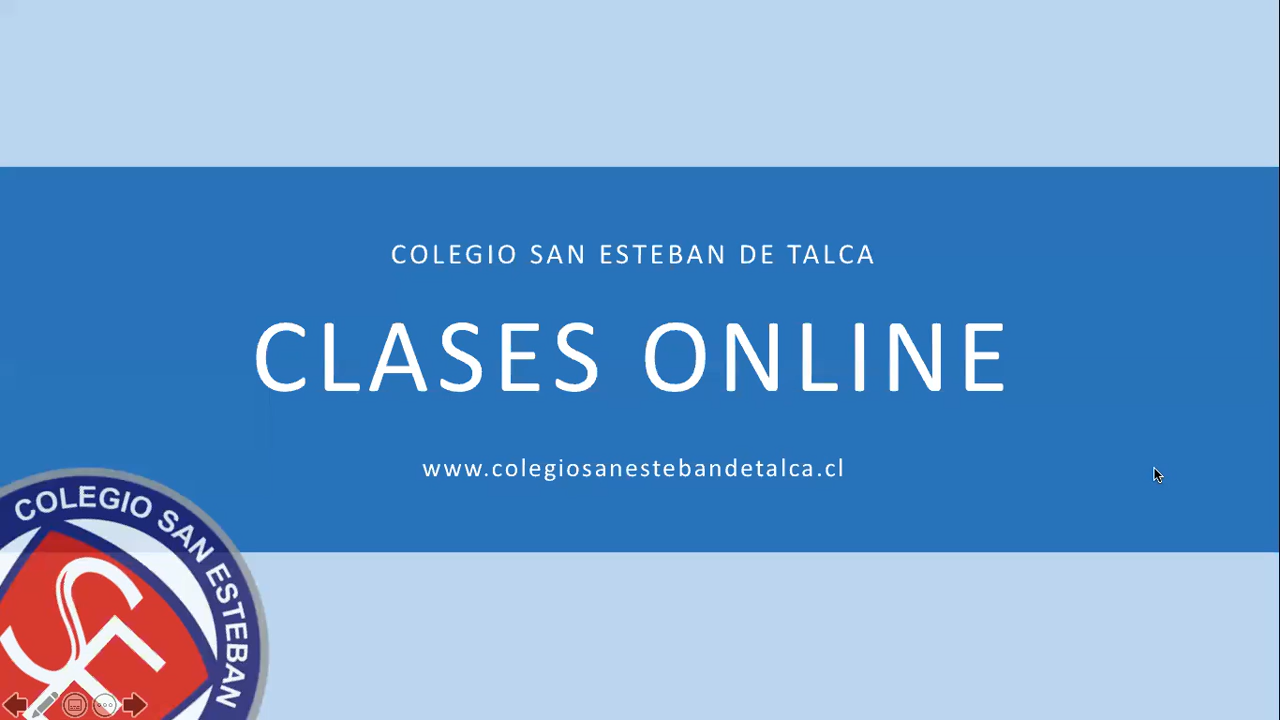 COLEGIO SAN ESTEBAN DE TALCA
CLASES ONLINE
www.colegiosanestebandetalca.cl
COLEGIO SAN ESTEBAN